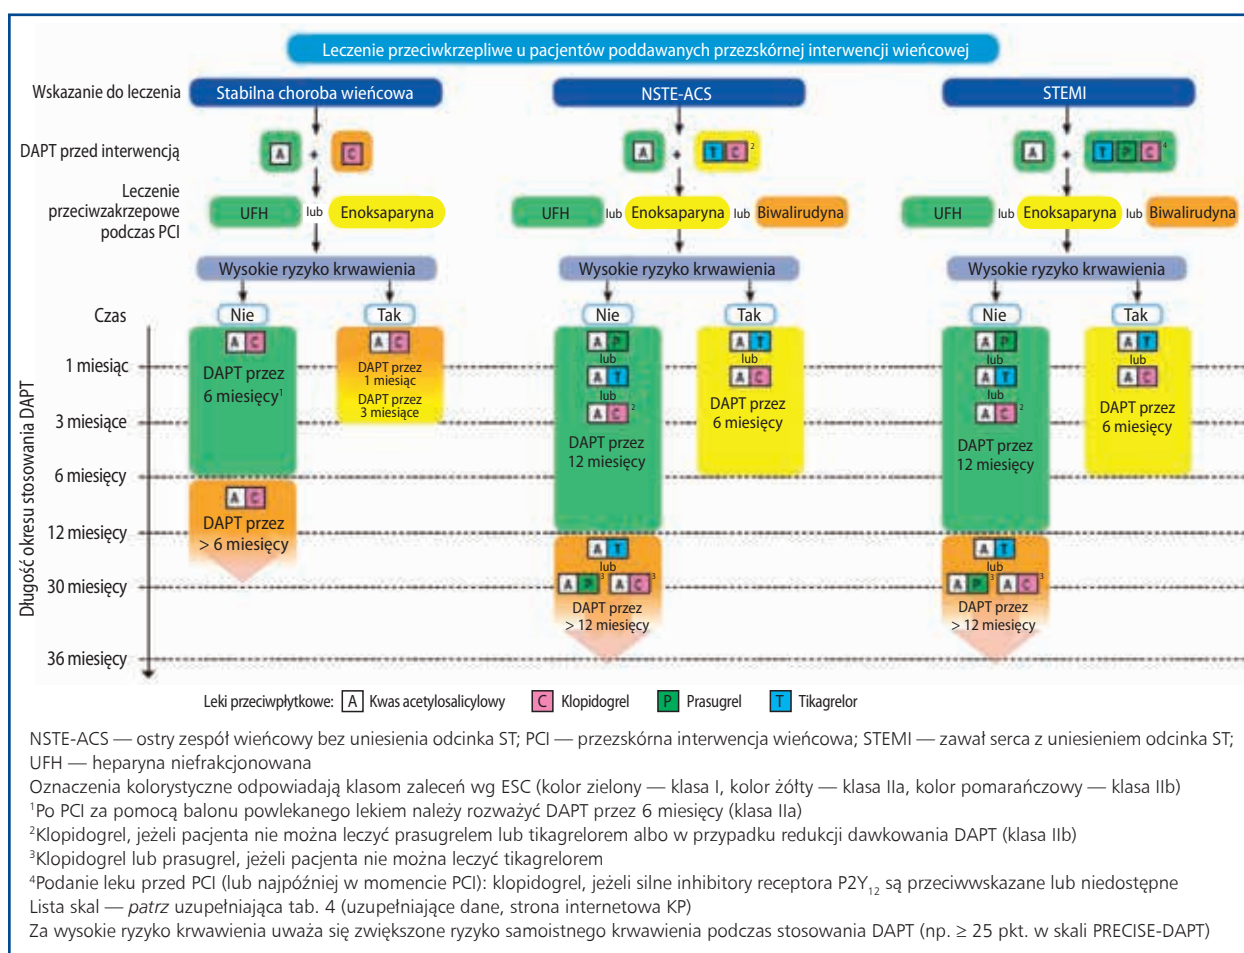 Leczenie przeciwkrzepliwe u pacjentów poddawanych przezskórnej interwencji wieńcowej
Wskazanie do leczenia
Stabilna choroba wieńcowa
NSTE-ACS
STEMI
DAPT przed interwencją
A + C
A + T C 2
A + T P C 4
Leczenie
przeciwzakrzepowe
podczas PCI
UFH lub Enoksaparyna
UFH lub Enoksaparyna lub Biwalirudyna
UFH lub Enoksaparyna lub Biwalirudyna
Wysokie ryzyko krwawienia
Wysokie ryzyko krwawienia
Wysokie ryzyko krwawienia
Czas
Nie
Tak
Nie
Tak
Nie
Tak
Długość okresu stosowania DAPT
1 miesiąc
3 miesiące
6 miesięcy
12 miesięcy
30 miesięcy
36 miesięcy
A C
DAPT przez
6 miesięcy1
A C
DAPT przez
> 6 miesięcy
A C
DAPT przez
1 miesiąc
DAPT przez
3 miesiące
A P
lub
A T
lub
A C 2
DAPT przez
12 miesięcy
A T
lub
A P 3 A C 3
DAPT przez
> 12 miesięcy
A T
lub
A C
DAPT przez
6 miesięcy
A P
lub
A T
lub
A C 2
DAPT przez
12 miesięcy
A T
lub
A P 3 A C 3
DAPT przez
> 12 miesięcy
A T
lub
A C
DAPT przez
6 miesięcy
Leki przeciwpłytkowe: A Kwas acetylosalicylowy C Klopidogrel P Prasugrel T Tikagrelor
NSTE-ACS — ostry zespół wieńcowy bez uniesienia odcinka ST; PCI — przezskórna interwencja wieńcowa; STEMI — zawał serca z uniesieniem odcinka ST;
UFH — heparyna niefrakcjonowana
Oznaczenia kolorystyczne odpowiadają klasom zaleceń wg ESC (kolor zielony — klasa I, kolor żółty — klasa IIa, kolor pomarańczowy — klasa IIb)
1Po PCI za pomocą balonu powlekanego lekiem należy rozważyć DAPT przez 6 miesięcy (klasa IIa)
2Klopidogrel, jeżeli pacjenta nie można leczyć prasugrelem lub tikagrelorem albo w przypadku redukcji dawkowania DAPT (klasa IIb)
3Klopidogrel lub prasugrel, jeżeli pacjenta nie można leczyć tikagrelorem
4Podanie leku przed PCI (lub najpóźniej w momencie PCI): klopidogrel, jeżeli silne inhibitory receptora P2Y12 są przeciwwskazane lub niedostępne
Lista skal — patrz uzupełniająca tab. 4 (uzupełniające dane, strona internetowa KP)
Za wysokie ryzyko krwawienia uważa się zwiększone ryzyko samoistnego krwawienia podczas stosowania DAPT (np. ≥ 25 pkt. w skali PRECISE-DAPT)